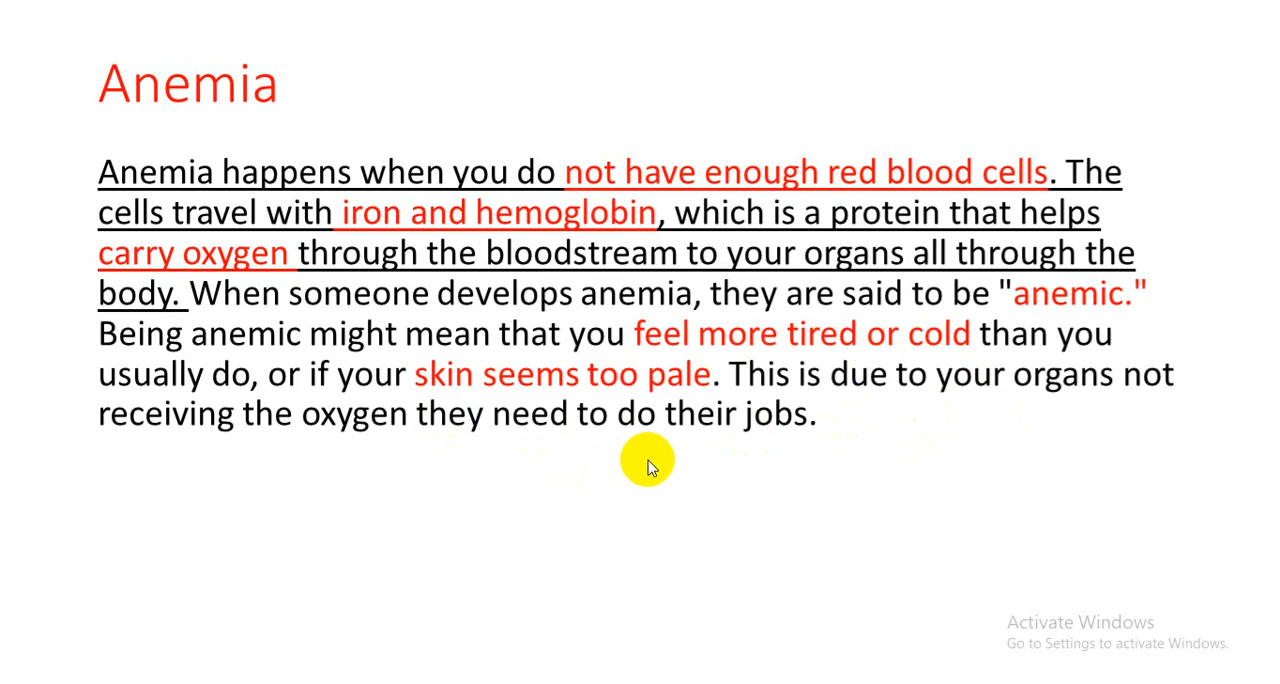 Anemia
Anemia happens when you do not have enough red blood cells. The
cells travel with iron and hemoglobin, which is a protein that helps
carry oxygen through the bloodstream to your organs all through the
body. When someone develops anemia, they are said to be "anemic."
Being anemic might mean that you feel more tired or cold than you
usually do, or if your skin seems too pale. This is due to your organs not
receiving the oxygen they need to do their jobs.
Activate Windows
Go to Settings to activate Windows.